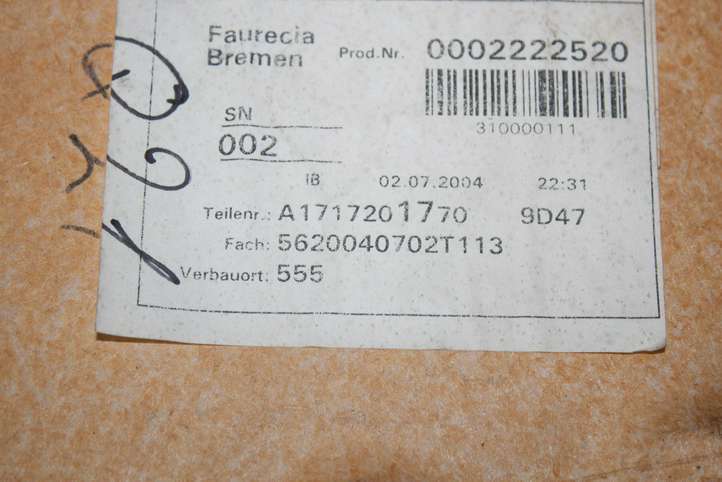 Faurecia
Bremen
Prod.Nr. 0002222520
310000111
SN
002
IB 02.07.2004 22:31
Teilenr.: A1717201770 9D47
Fach: 5620040702T113
Verbauort: 555